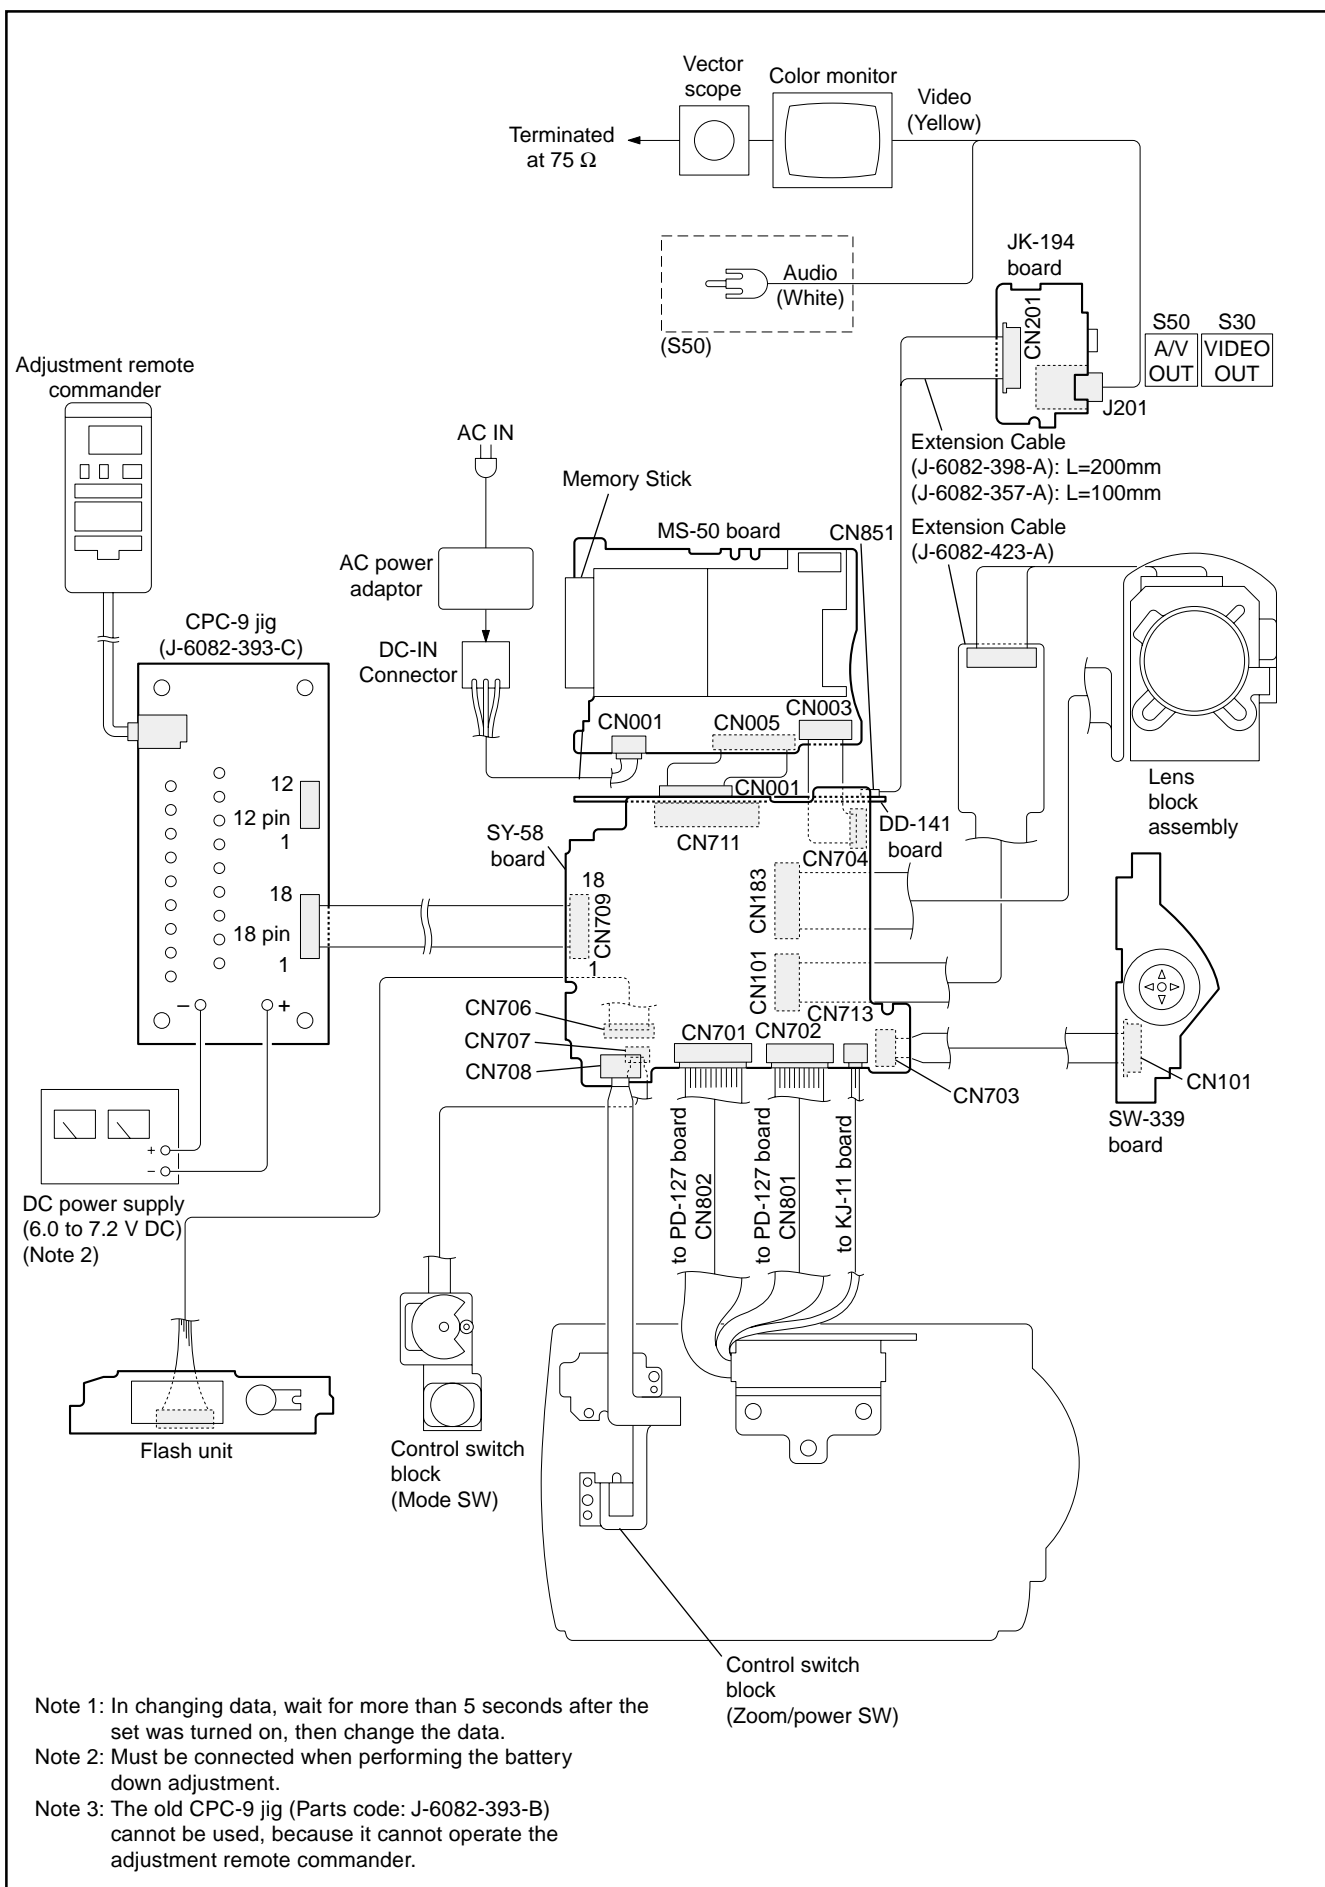 Vector
scope
Color monitor
Video
(Yellow)
Terminated
at 75 Ω
Audio
(White)
(S50)
JK-194
board
CN201
S50
A/V
OUT
S30
VIDEO
OUT
J201
Extension Cable
(J-6082-398-A): L=200mm
(J-6082-357-A): L=100mm
Extension Cable
(J-6082-423-A)
Adjustment remote
commander
AC IN
Memory Stick
MS-50 board
CN851
AC power
adaptor
CPC-9 jig
(J-6082-393-C)
DC-IN
Connector
CN001
CN005
CN003
Lens
block
assembly
12
12 pin
1
18
18 pin
1
–
+
CN001
SY-58
board
CN711
CN704
DD-141
board
18
CN709
1
CN183
CN101
CN706
CN707
CN708
CN701
CN702
CN713
CN703
CN101
SW-339
board
+
–
DC power supply
(6.0 to 7.2 V DC)
(Note 2)
to PD-127 board
CN802
to PD-127 board
CN801
to KJ-11 board
Flash unit
Control switch
block
(Mode SW)
Control switch
block
(Zoom/power SW)
Note 1: In changing data, wait for more than 5 seconds after the
set was turned on, then change the data.
Note 2: Must be connected when performing the battery
down adjustment.
Note 3: The old CPC-9 jig (Parts code: J-6082-393-B)
cannot be used, because it cannot operate the
adjustment remote commander.